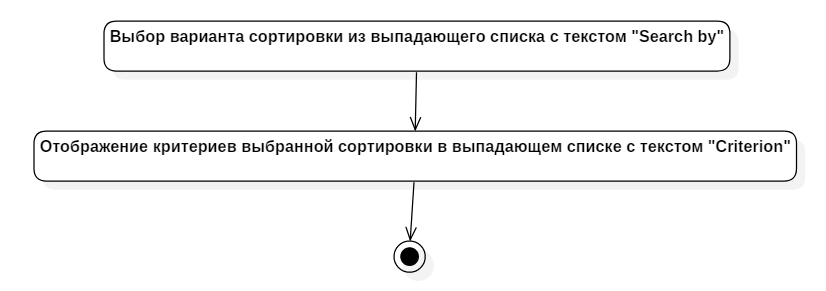 Выбор варианта сортировки из выпадающего списка с текстом "Search by"
Отображение критериев выбранной сортировки в выпадающем списке с текстом "Criterion"